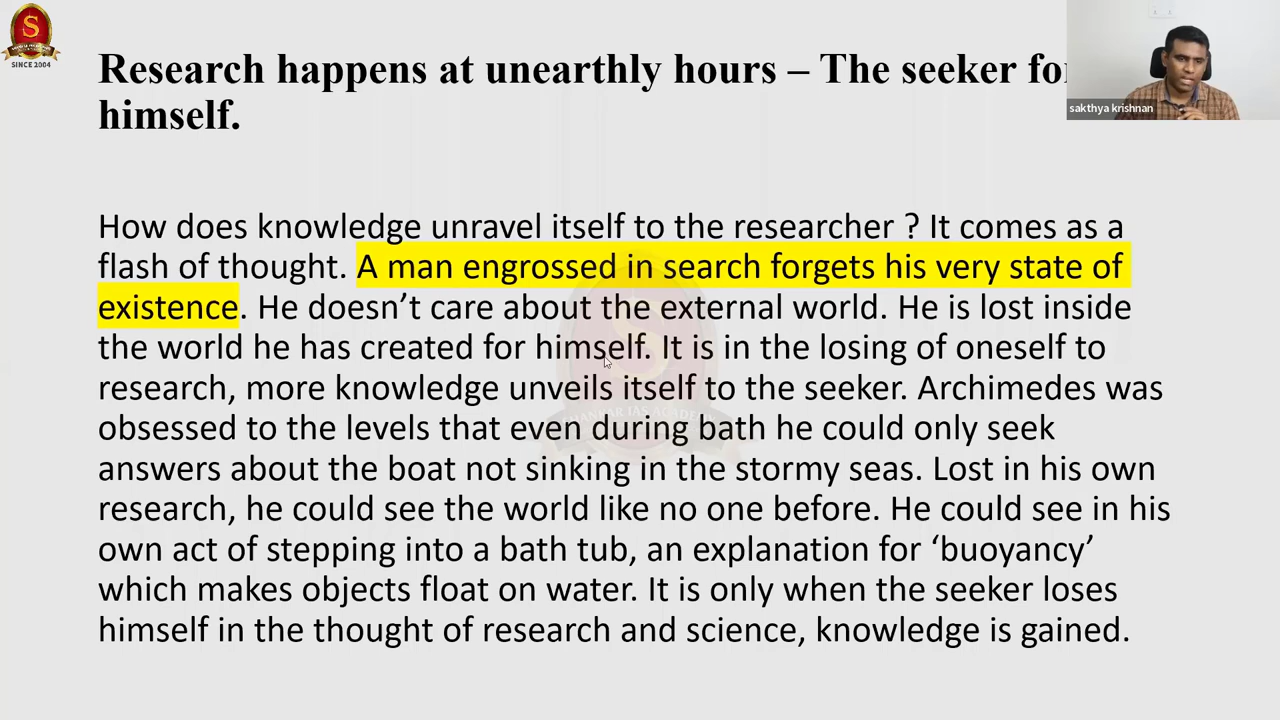 S
SINCE 2004
Research happens at unearthly hours – The seeker for
himself.
sakthya krishnan
How does knowledge unravel itself to the researcher ? It comes as a
flash of thought. A man engrossed in search forgets his very state of
existence. He doesn’t care about the external world. He is lost inside
the world he has created for himself. It is in the losing of oneself to
research, more knowledge unveils itself to the seeker. Archimedes was
obsessed to the levels that even during bath he could only seek
answers about the boat not sinking in the stormy seas. Lost in his own
research, he could see the world like no one before. He could see in his
own act of stepping into a bath tub, an explanation for ‘buoyancy’
which makes objects float on water. It is only when the seeker loses
himself in the thought of research and science, knowledge is gained.